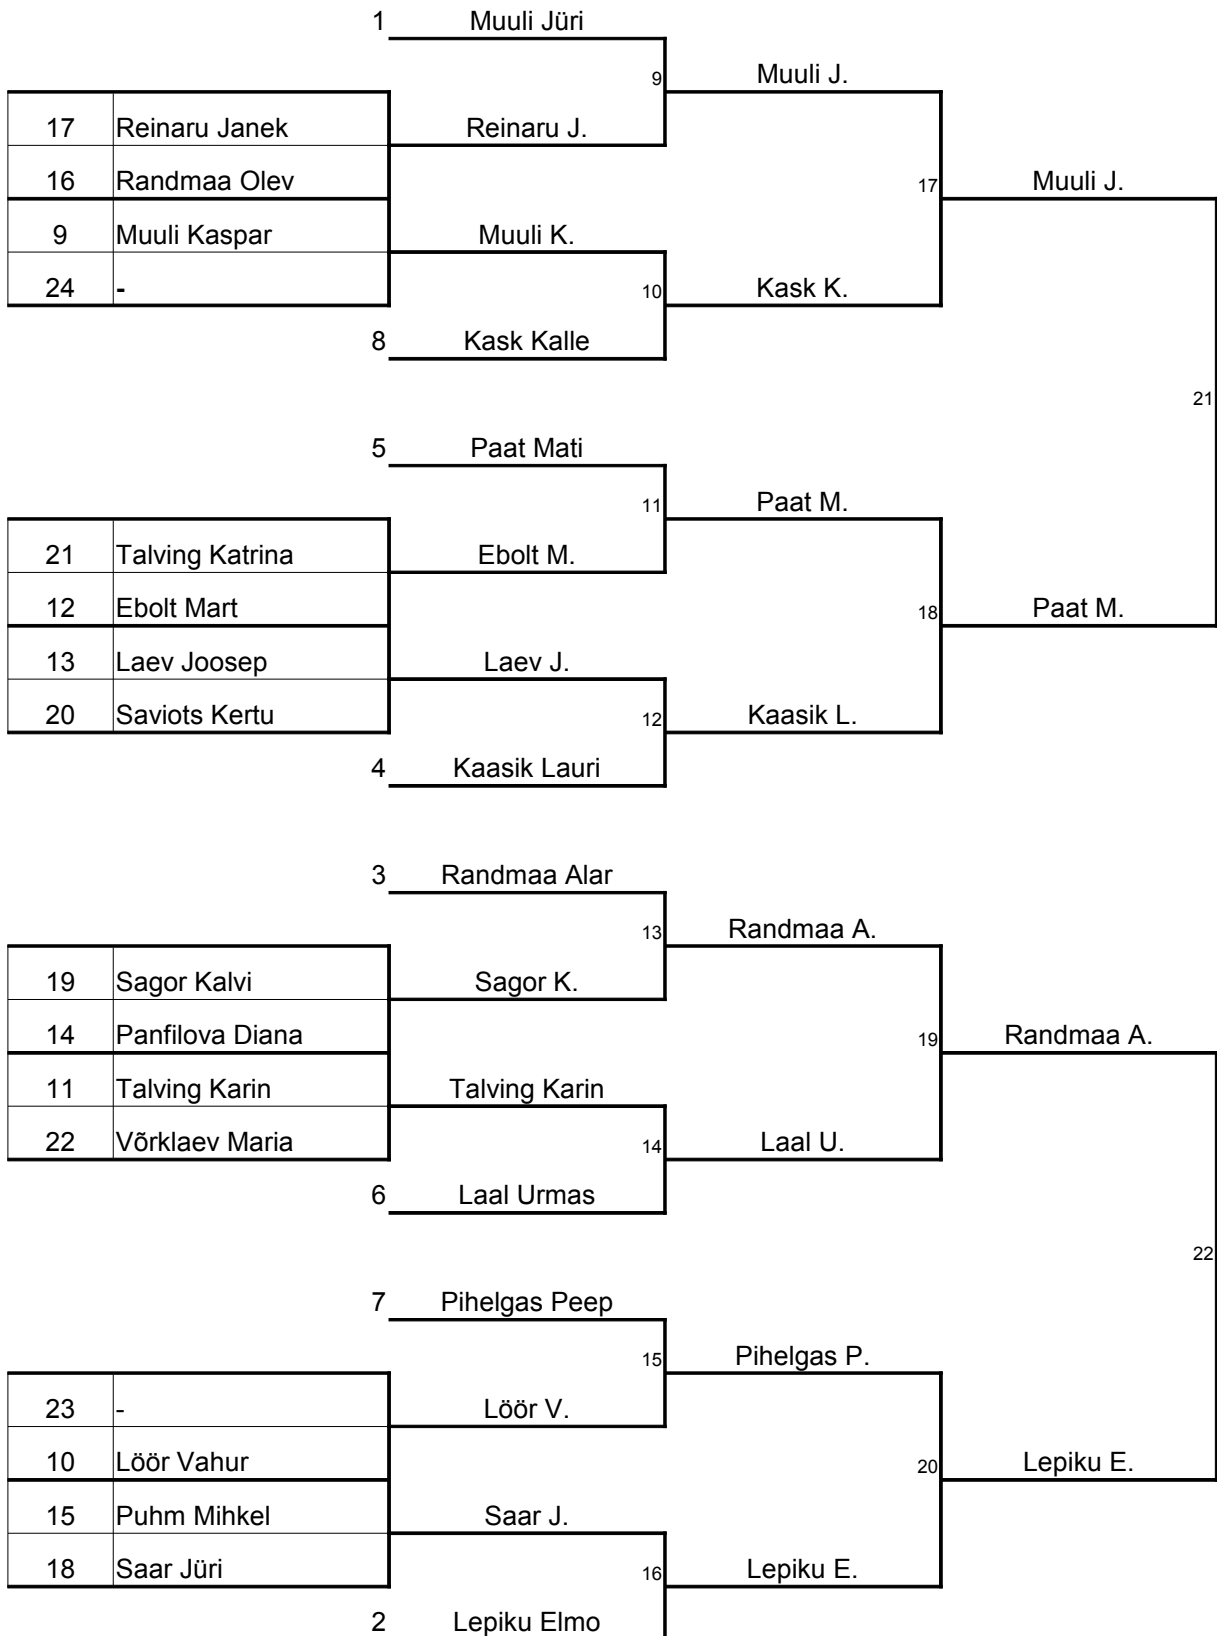 1 Muuli Jüri
9 Muuli J.
17 Reinaru Janek Reinaru J.
16 Randmaa Olev 17 Muuli J.
9 Muuli Kaspar Muuli K.
24 - 10 Kask K.
8 Kask Kalle
21
5 Paat Mati
11 Paat M.
21 Talving Katrina Ebolt M.
12 Ebolt Mart 18 Paat M.
13 Laev Joosep Laev J.
20 Saviots Kertu 12 Kaasik L.
4 Kaasik Lauri
3 Randmaa Alar
13 Randmaa A.
19 Sagor Kalvi Sagor K.
14 Panfilova Diana 19 Randmaa A.
11 Talving Karin Talving Karin
22 Võrklaev Maria 14 Laal U.
6 Laal Urmas
22
7 Pihelgas Peep
15 Pihelgas P.
23 - Löör V.
10 Löör Vahur 20 Lepiku E.
15 Puhm Mihkel Saar J.
18 Saar Jüri 16 Lepiku E.
2 Lepiku Elmo